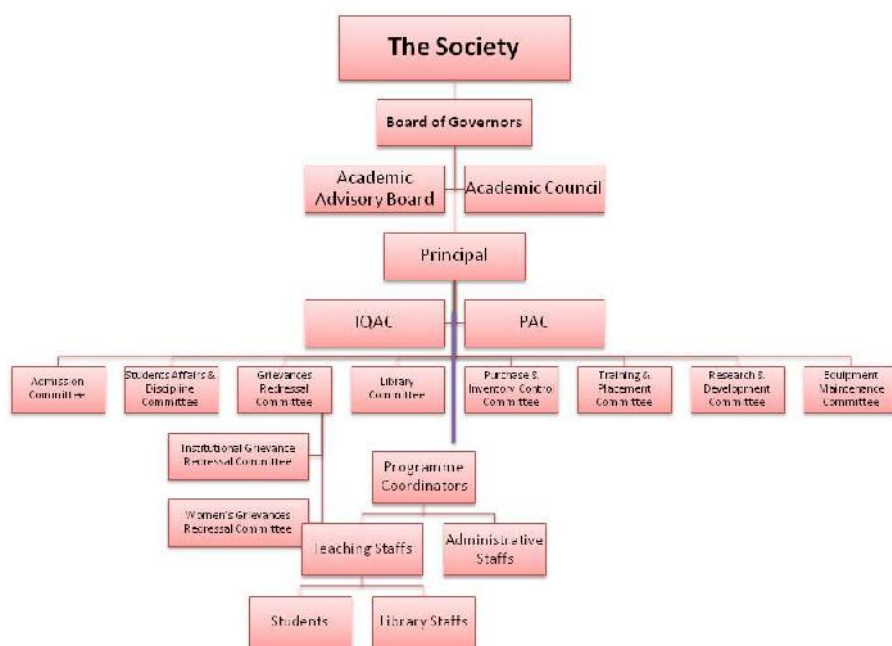 The Society
Board of Governors
Academic
Advisory Board
Academic Council
Principal
IQAC
PAC
Admission
Committee
Students Affairs &
Discipline
Committee
Grievances
Redressal
Committee
Library
Committee
Purchase &
Inventory Control
Committee
Training &
Placement
Committee
Research &
Development
Committee
Equipment
Maintenance
Committee
Institutional Grievance
Redressal Committee
Women's Grievances
Redressal Committee
Programme
Coordinators
Teaching Staffs
Administrative
Staffs
Students
Library Staffs